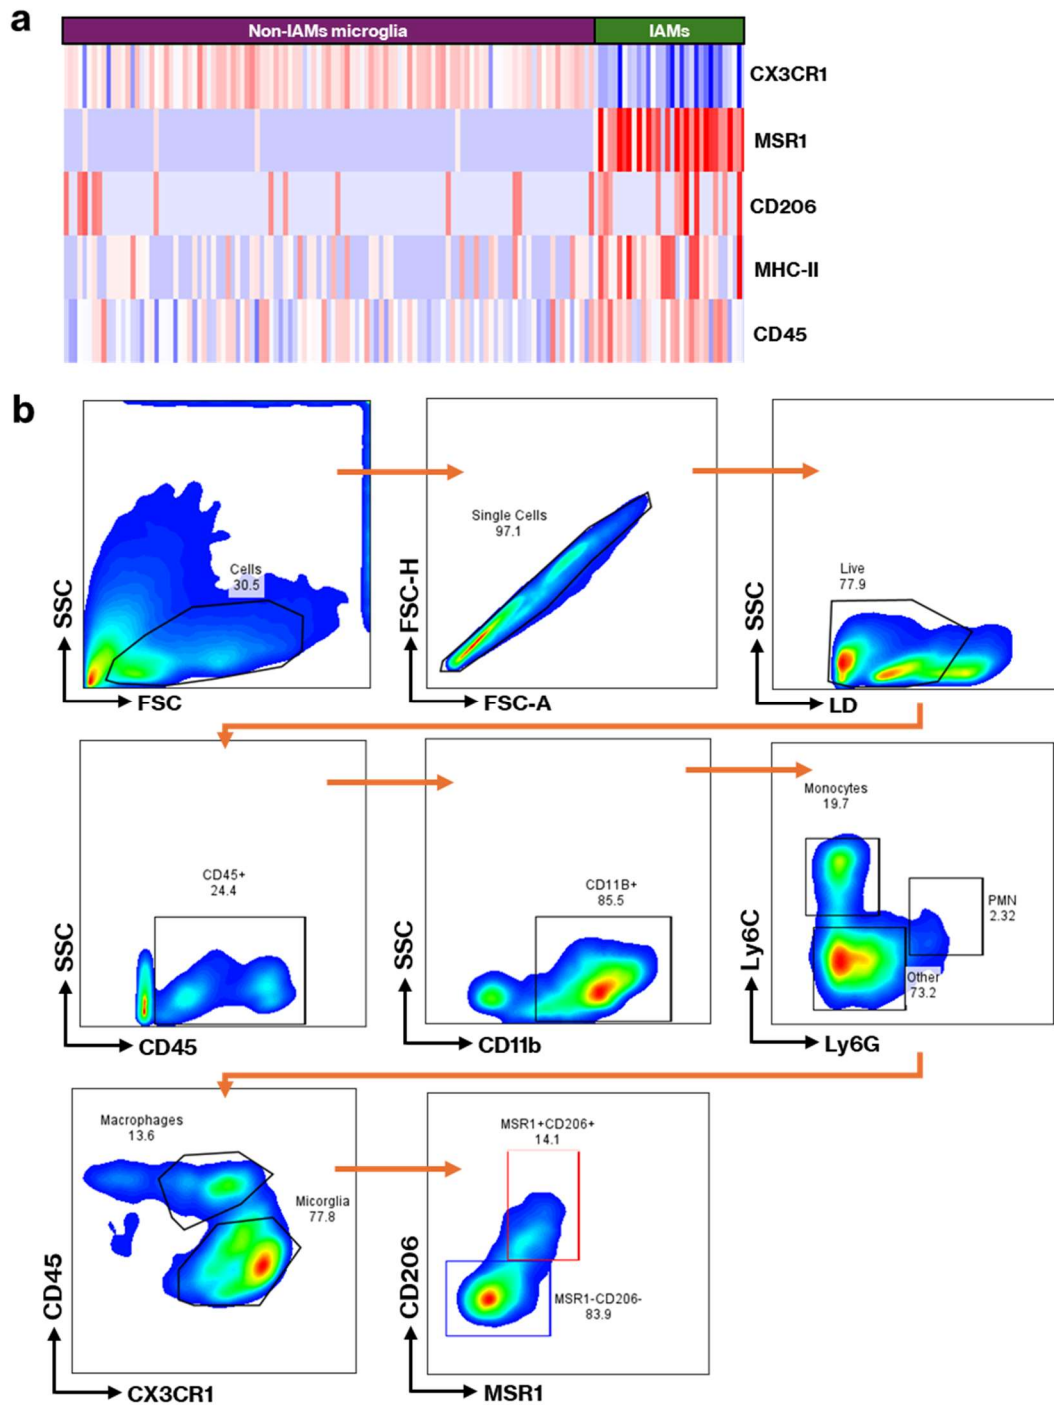 a
Non-IAMs microglia
IAMs
CX3CR1
MSR1
CD206
MHC-II
CD45
b
Cells
30.5
SSC
FSC
Single Cells
97.1
FSC-H
FSC-A
Live
77.9
SSC
LD
CD45+
24.4
SSC
CD45
CD11B+
85.5
SSC
CD11b
Monocytes
19.7
PMN
2.32
Other
73.2
Ly6C
Ly6G
Macrophages
13.6
Micorglia
77.8
CD45
CX3CR1
MSR1+CD206+
14.1
MSR1-CD206-
83.9
CD206
MSR1